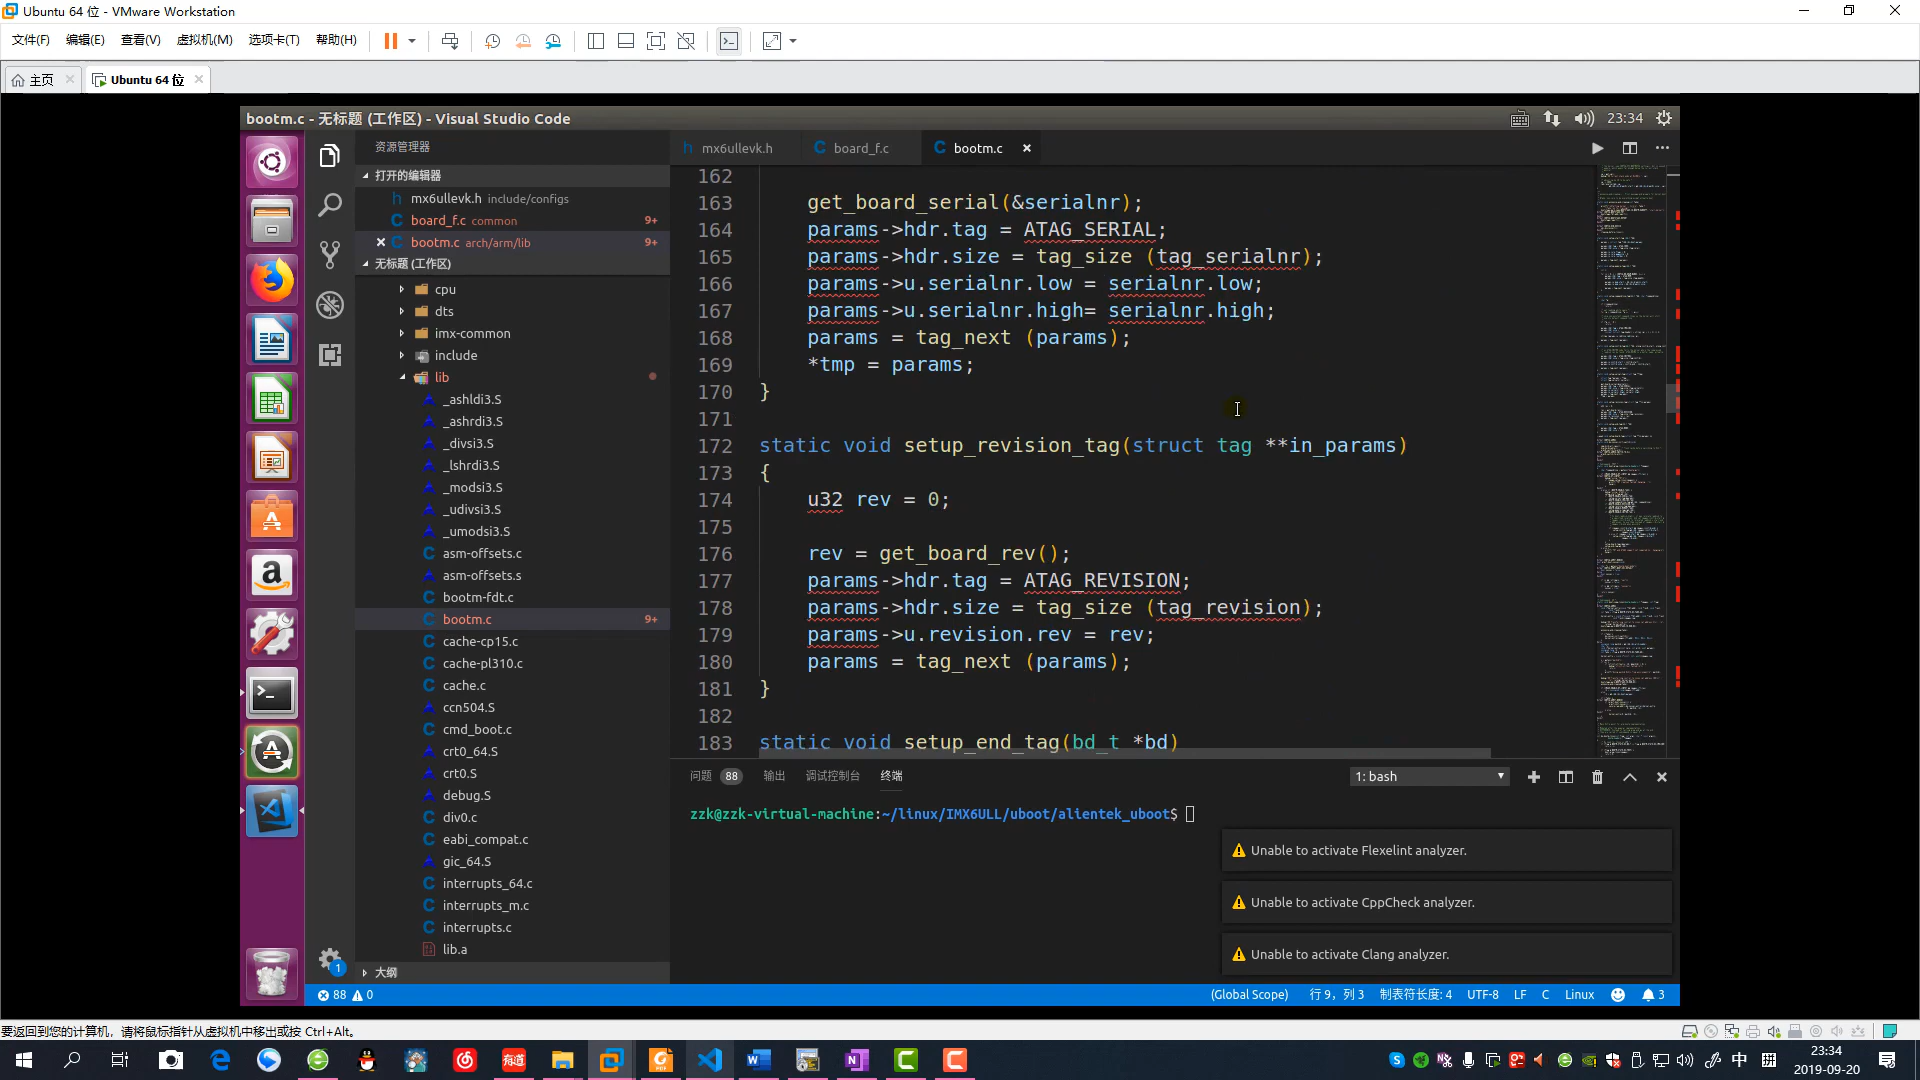 Ubuntu 64 位 - VMware Workstation
文件(F) 编辑(E) 查看(V) 虚拟机(M) 选项卡(T) 帮助(H)
主页 Ubuntu 64 位
bootm.c - 无标题 (工作区) - Visual Studio Code 23:34
资源管理器
打开的编辑器
mx6ullevk.h include/configs
board_f.c common 9+
bootm.c arch/arm/lib 9+
无标题 (工作区)
cpu
dts
imx-common
include
lib
_ashldi3.S
_ashrdi3.S
_divsi3.S
_lshrdi3.S
_modsi3.S
_udivsi3.S
_umodsi3.S
asm-offsets.c
asm-offsets.s
bootm-fdt.c
bootm.c 9+
cache-cp15.c
cache-pl310.c
cache.c
ccn504.S
cmd_boot.c
crt0_64.S
crt0.S
debug.S
div0.c
eabi_compat.c
gic_64.S
interrupts_64.c
interrupts_m.c
interrupts.c
lib.a
大纲
mx6ullevk.h board_f.c bootm.c
162
163 get_board_serial(&serialnr);
164 params->hdr.tag = ATAG_SERIAL;
165 params->hdr.size = tag_size (tag_serialnr);
166 params->u.serialnr.low = serialnr.low;
167 params->u.serialnr.high= serialnr.high;
168 params = tag_next (params);
169 *tmp = params;
170 }
171
172 static void setup_revision_tag(struct tag **in_params)
173 {
174 u32 rev = 0;
175
176 rev = get_board_rev();
177 params->hdr.tag = ATAG_REVISION;
178 params->hdr.size = tag_size (tag_revision);
179 params->u.revision.rev = rev;
180 params = tag_next (params);
181 }
182
183 static void setup_end_tag(bd_t *bd)
问题 88 输出 调试控制台 终端 1: bash
zzk@zzk-virtual-machine:~/linux/IMX6ULL/uboot/alientek_uboot$
Unable to activate Flexelint analyzer.
Unable to activate CppCheck analyzer.
Unable to activate Clang analyzer.
1
88 0 (Global Scope) 行 9，列 3 制表符长度: 4 UTF-8 LF C Linux 3
要返回到您的计算机，请将鼠标指针从虚拟机中移出或按 Ctrl+Alt。
有道 中 23:34
2019-09-20